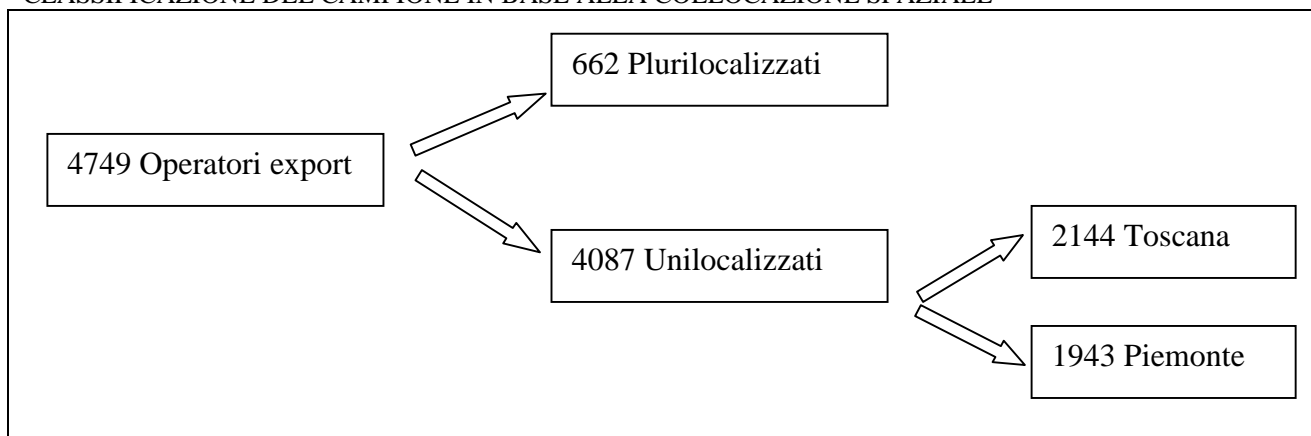 CLASSIFICAZIONE DEL CAMPIONE IN BASE ALLA COLLOCAZIONE SPAZIALE
662 Plurilocalizzati
4749 Operatori export
4087 Unilocalizzati
2144 Toscana
1943 Piemonte